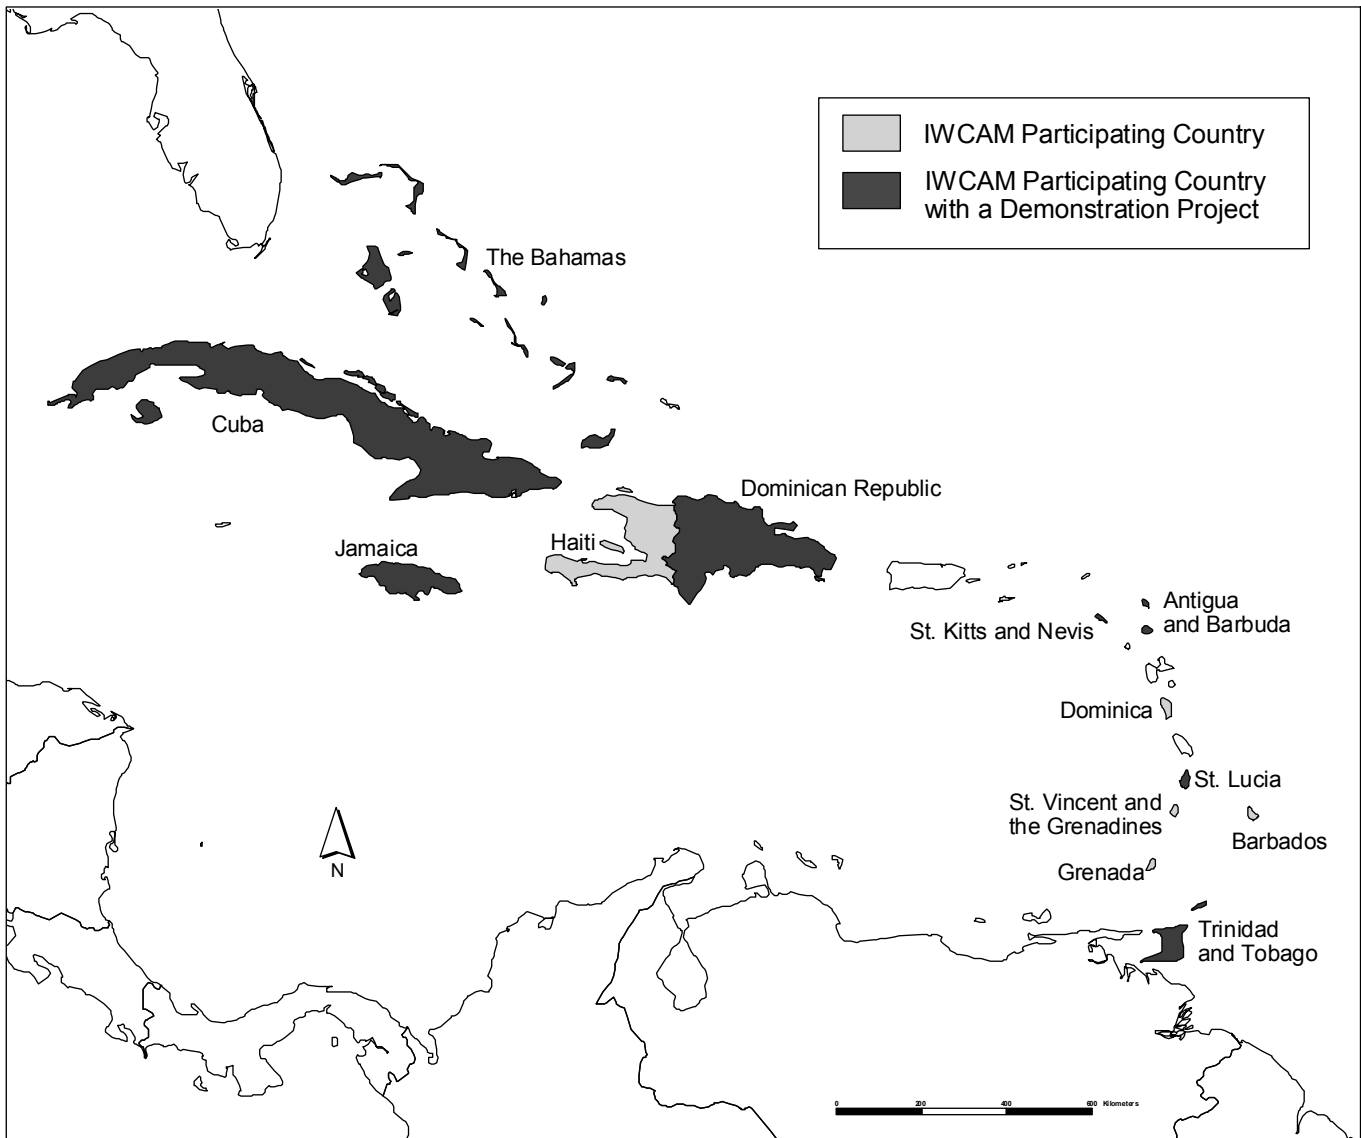 IWCAM Participating Country
IWCAM Participating Country
with a Demonstration Project
The Bahamas
Cuba
Dominican Republic
Haiti
Jamaica
Antigua
and Barbuda
St. Kitts and Nevis
Dominica
St. Lucia
St. Vincent and
the Grenadines
Barbados
Grenada
N
Trinidad
and Tobago
0 200 400 600 Kilometers